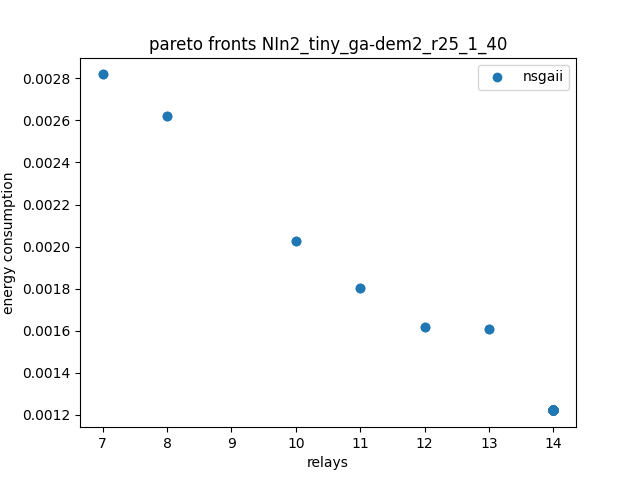 pareto fronts NIn2_tiny_ga-dem2_r25_1_40
nsgaii
0.0028
0.0026
0.0024
0.0022
0.0020
0.0018
0.0016
0.0014
0.0012
energy consumption
7 8 9 10 11 12 13 14
relays